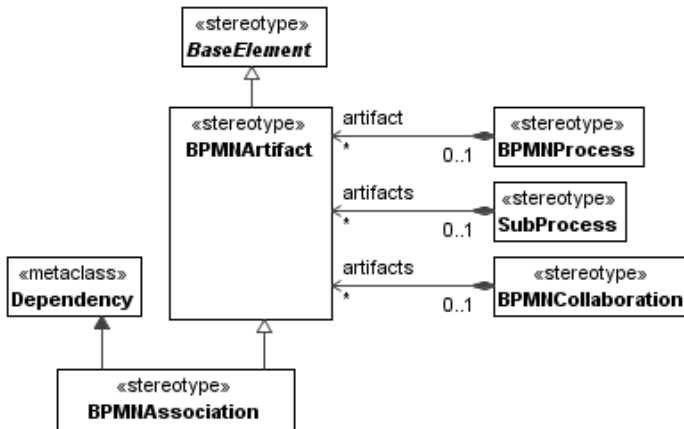 «stereotype»
BaseElement
«stereotype»
BPMNArtifact
artifact
*
0..1
«stereotype»
BPMNProcess
artifacts
*
0..1
«stereotype»
SubProcess
artifacts
*
0..1
«stereotype»
BPMNCollaboration
«metaclass»
Dependency
«stereotype»
BPMNAssociation